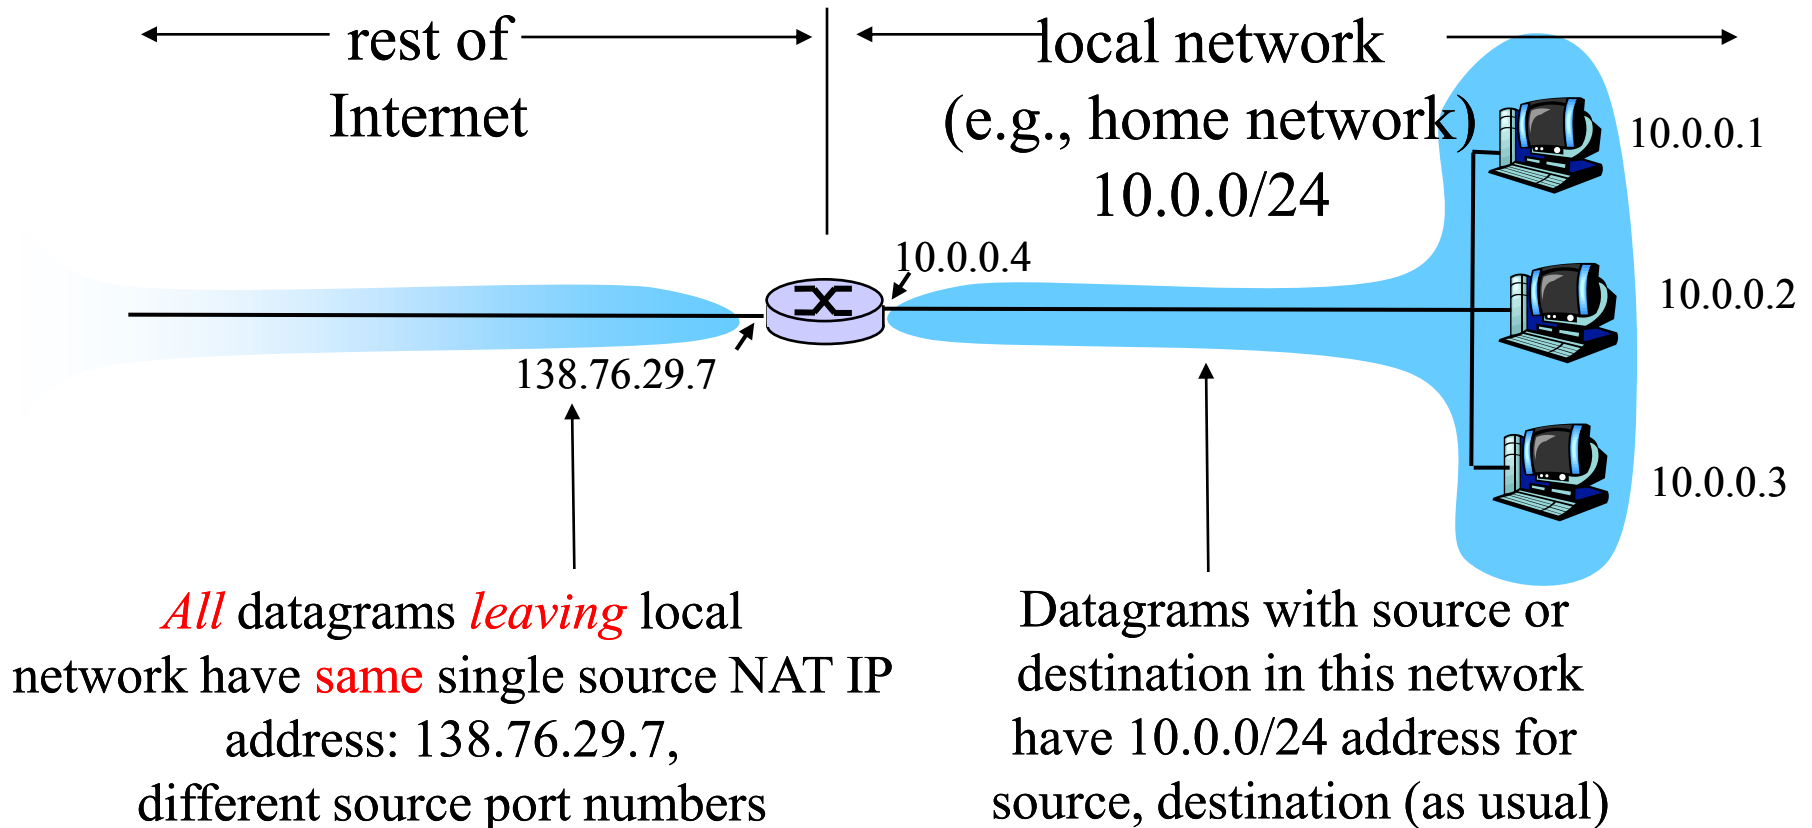 rest of
Internet
local network
(e.g., home network)
10.0.0/24
10.0.0.1
10.0.0.4
10.0.0.2
138.76.29.7
10.0.0.3
All datagrams leaving local
network have same single source NAT IP
address: 138.76.29.7,
different source port numbers
Datagrams with source or
destination in this network
have 10.0.0/24 address for
source, destination (as usual)